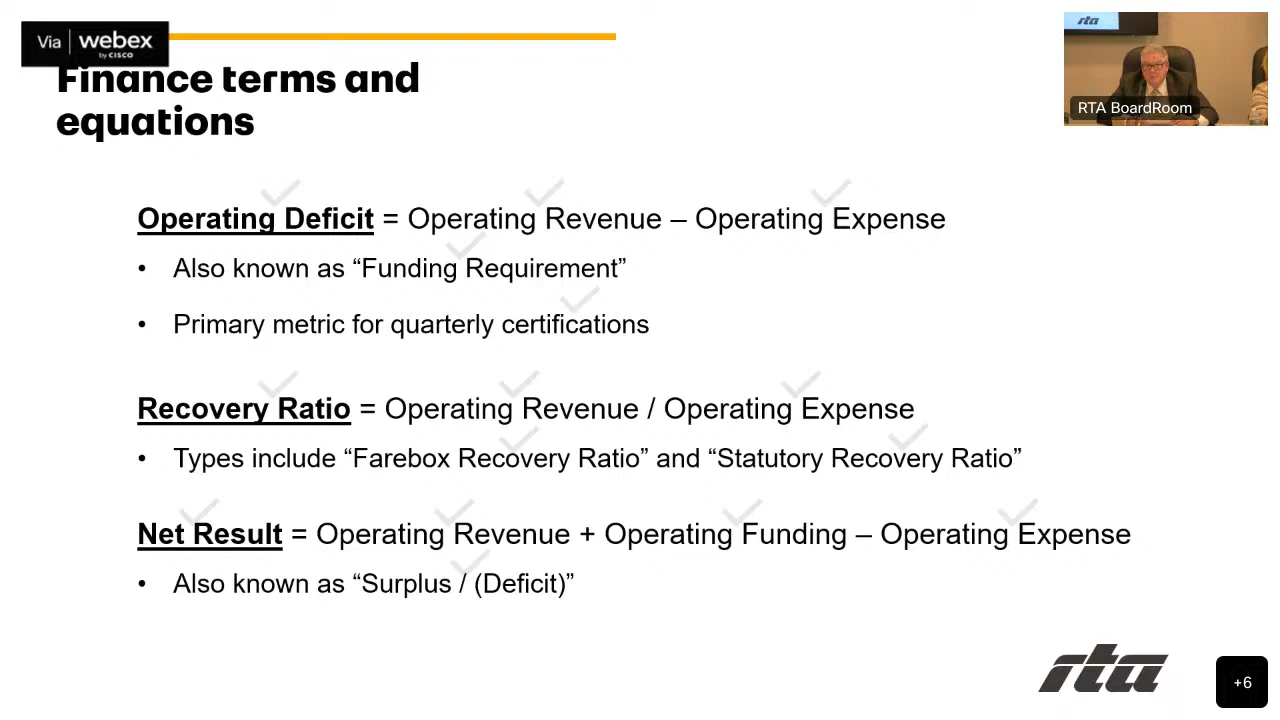 Via webex
by CISCO
Finance terms and
equations
rta
RTA BoardRoom
Operating Deficit = Operating Revenue – Operating Expense
• Also known as “Funding Requirement”
• Primary metric for quarterly certifications
Recovery Ratio = Operating Revenue / Operating Expense
• Types include “Farebox Recovery Ratio” and “Statutory Recovery Ratio”
Net Result = Operating Revenue + Operating Funding – Operating Expense
• Also known as “Surplus / (Deficit)”
rta
+6